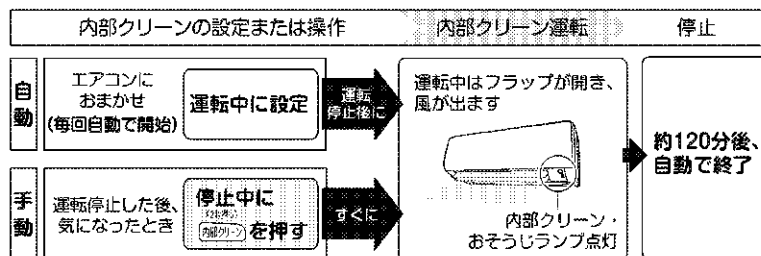 内部クリーンの設定または操作
内部クリーン運転
停止
自動
エアコンに
おまかせ
(毎回自動で開始)
運転中に設定
運転
停止後に
運転中はフラップが開き、
風が出ます
内部クリーン・
おそうじランプ点灯
約120分後、
自動で終了
手動
運転停止した後、
気になったとき
停止中に
内部クリーン を押す
すぐに